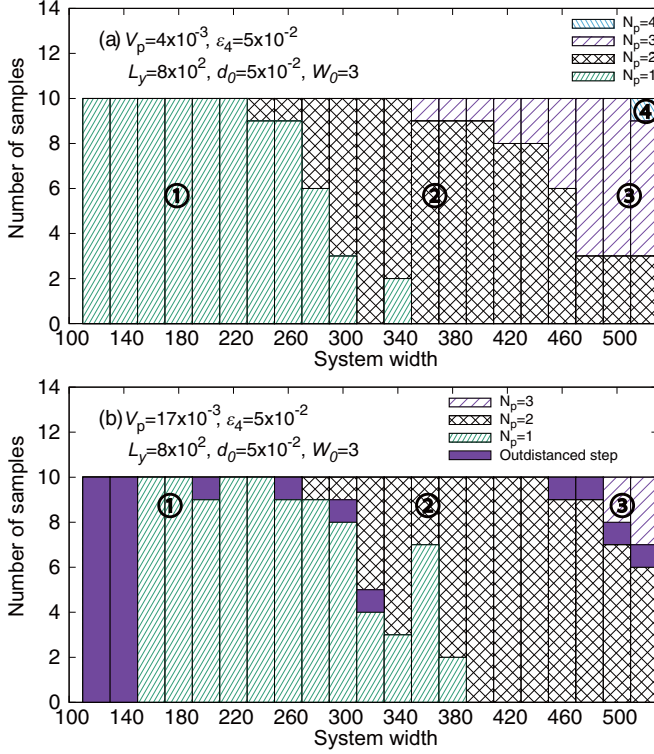 14
12
10
8
6
4
2
0
Number of samples
(a) V_p=4x10^-3, ε_4=5x10^-2
L_y=8x10^2, d_0=5x10^-2, W_0=3
N_p=4
N_p=3
N_p=2
N_p=1
① ② ③ ④
100 140 180 220 260 300 340 380 420 460 500
System width
14
12
10
8
6
4
2
0
Number of samples
(b) V_p=17x10^-3, ε_4=5x10^-2
L_y=8x10^2, d_0=5x10^-2, W_0=3
N_p=3
N_p=2
N_p=1
Outdistanced step
① ② ③
100 140 180 220 260 300 340 380 420 460 500
System width